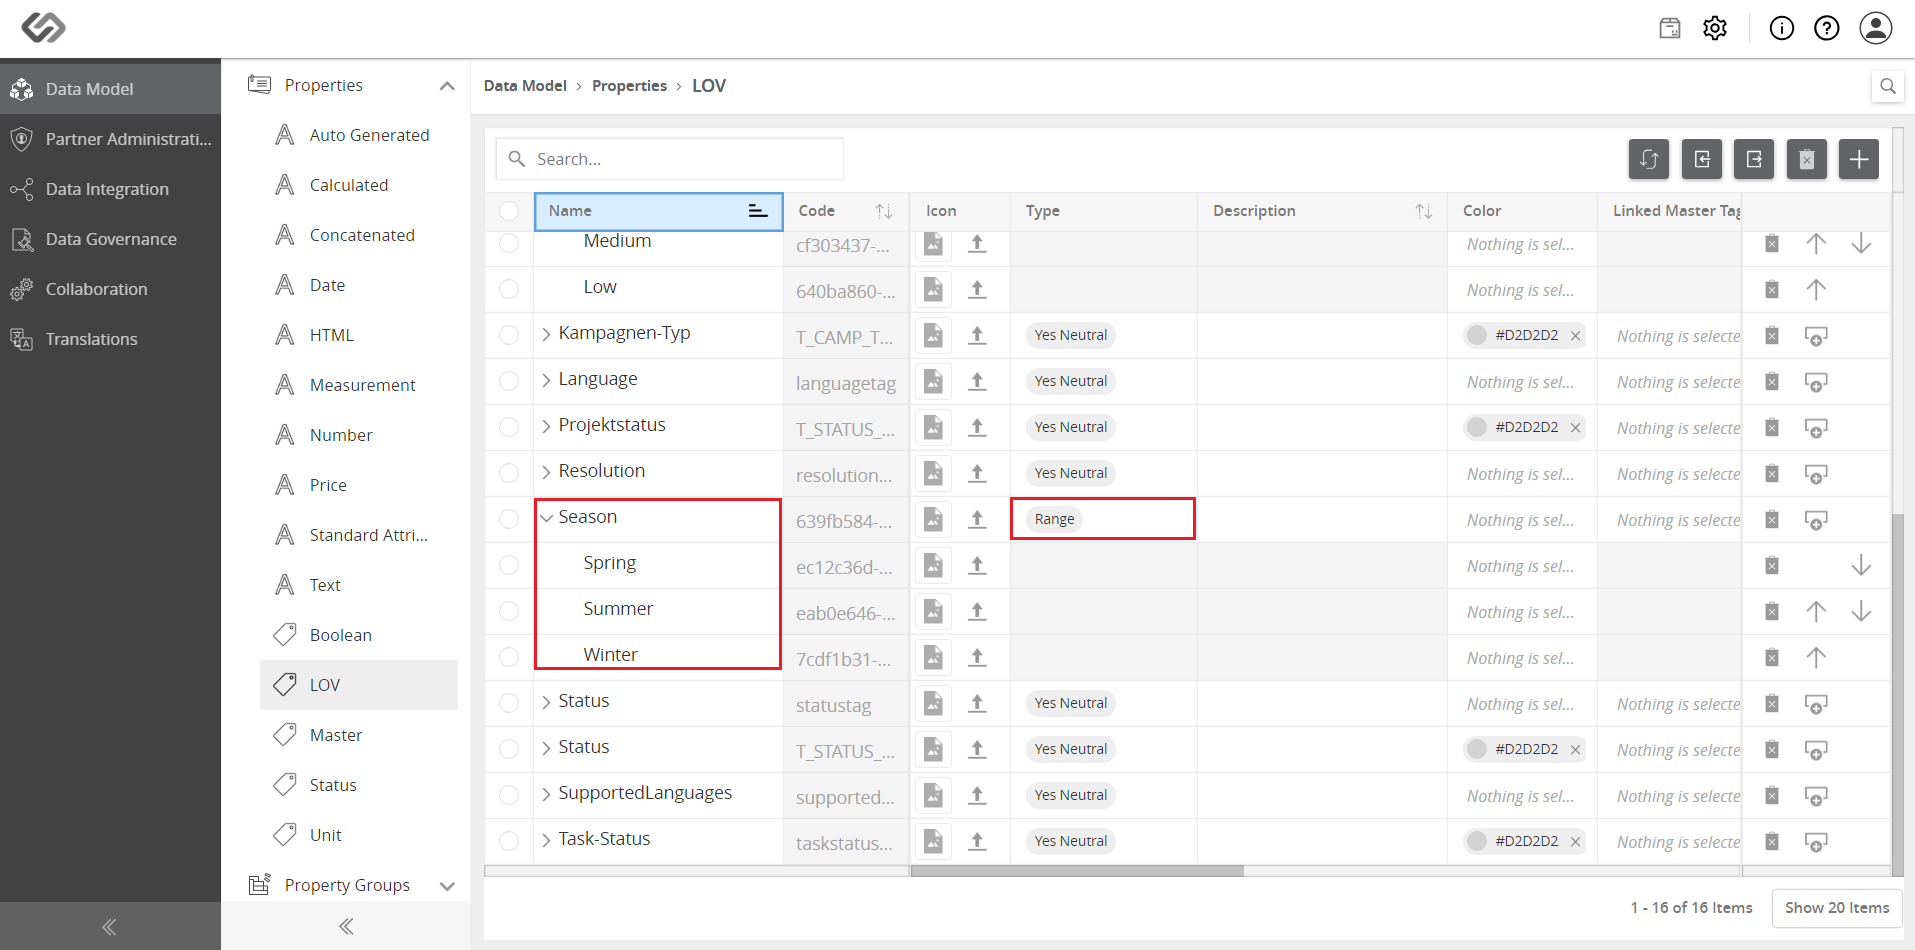 Data Model
Partner Administrati...
Data Integration
Data Governance
Collaboration
Translations
Properties
Auto Generated
Calculated
Concatenated
Date
HTML
Measurement
Number
Price
Standard Attri...
Text
Boolean
LOV
Master
Status
Unit
Property Groups
Data Model › Properties › LOV
Search...
Name Code Icon Type Description Color Linked Master Tag
Medium cf303437-... Nothing is sel...
Low 640ba860-... Nothing is sel...
Kampagnen-Typ T_CAMP_T... Yes Neutral #D2D2D2 Nothing is selecte
Language languagetag Yes Neutral Nothing is sel... Nothing is selecte
Projektstatus T_STATUS_... Yes Neutral #D2D2D2 Nothing is selecte
Resolution resolution... Yes Neutral Nothing is sel... Nothing is selecte
Season 639fb584-... Range Nothing is sel... Nothing is selecte
Spring ec12c36d-... Nothing is sel...
Summer eab0e646-... Nothing is sel...
Winter 7cdf1b31-... Nothing is sel...
Status statustag Yes Neutral Nothing is sel... Nothing is selecte
Status T_STATUS_... Yes Neutral #D2D2D2 Nothing is selecte
SupportedLanguages supported... Yes Neutral Nothing is sel... Nothing is selecte
Task-Status taskstatus... Yes Neutral #D2D2D2 Nothing is selecte
1 - 16 of 16 Items Show 20 Items